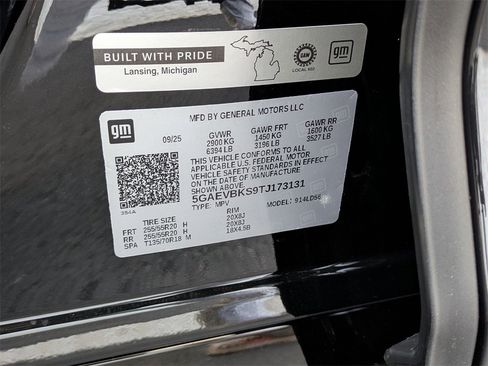 BUILT WITH PRIDE
Lansing, Michigan
UAW
LOCAL 602
gm
gm
MFD BY GENERAL MOTORS LLC
09/25 GVWR GAWR FRT GAWR RR
2900 KG 1450 KG 1600 KG
6394 LB 3196 LB 3527 LB
THIS VEHICLE CONFORMS TO ALL
APPLICABLE U.S. FEDERAL MOTOR
VEHICLE SAFETY STANDARDS IN
EFFECT ON THE DATE OF MANUFACTURE
SHOWN ABOVE
5GAEVBKS9TJ173131
TYPE: MPV 914LD56
384A
TIRE SIZE RIM
FRT 255/55R20 H 20X8J
RR 255/55R20 H 20X8J
SPA T135/70R18 M 18X4.5B